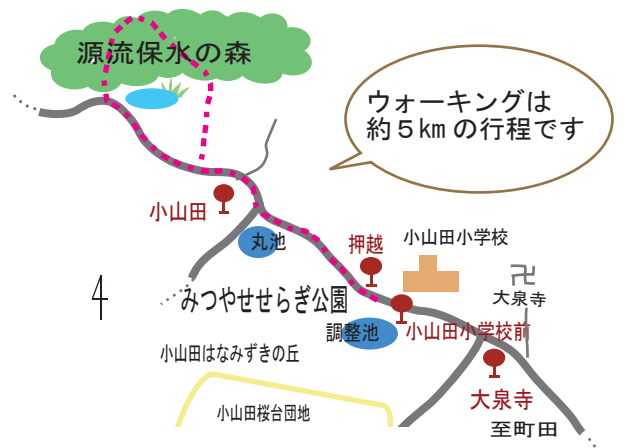 源流保水の森
ウォーキングは
約５㎞の行程です
小山田
丸池
押越
小山田小学校
大泉寺
みつやせせらぎ公園
調整池
小山田小学校前
小山田はなみずきの丘
大泉寺
小山田桜台団地
至町田